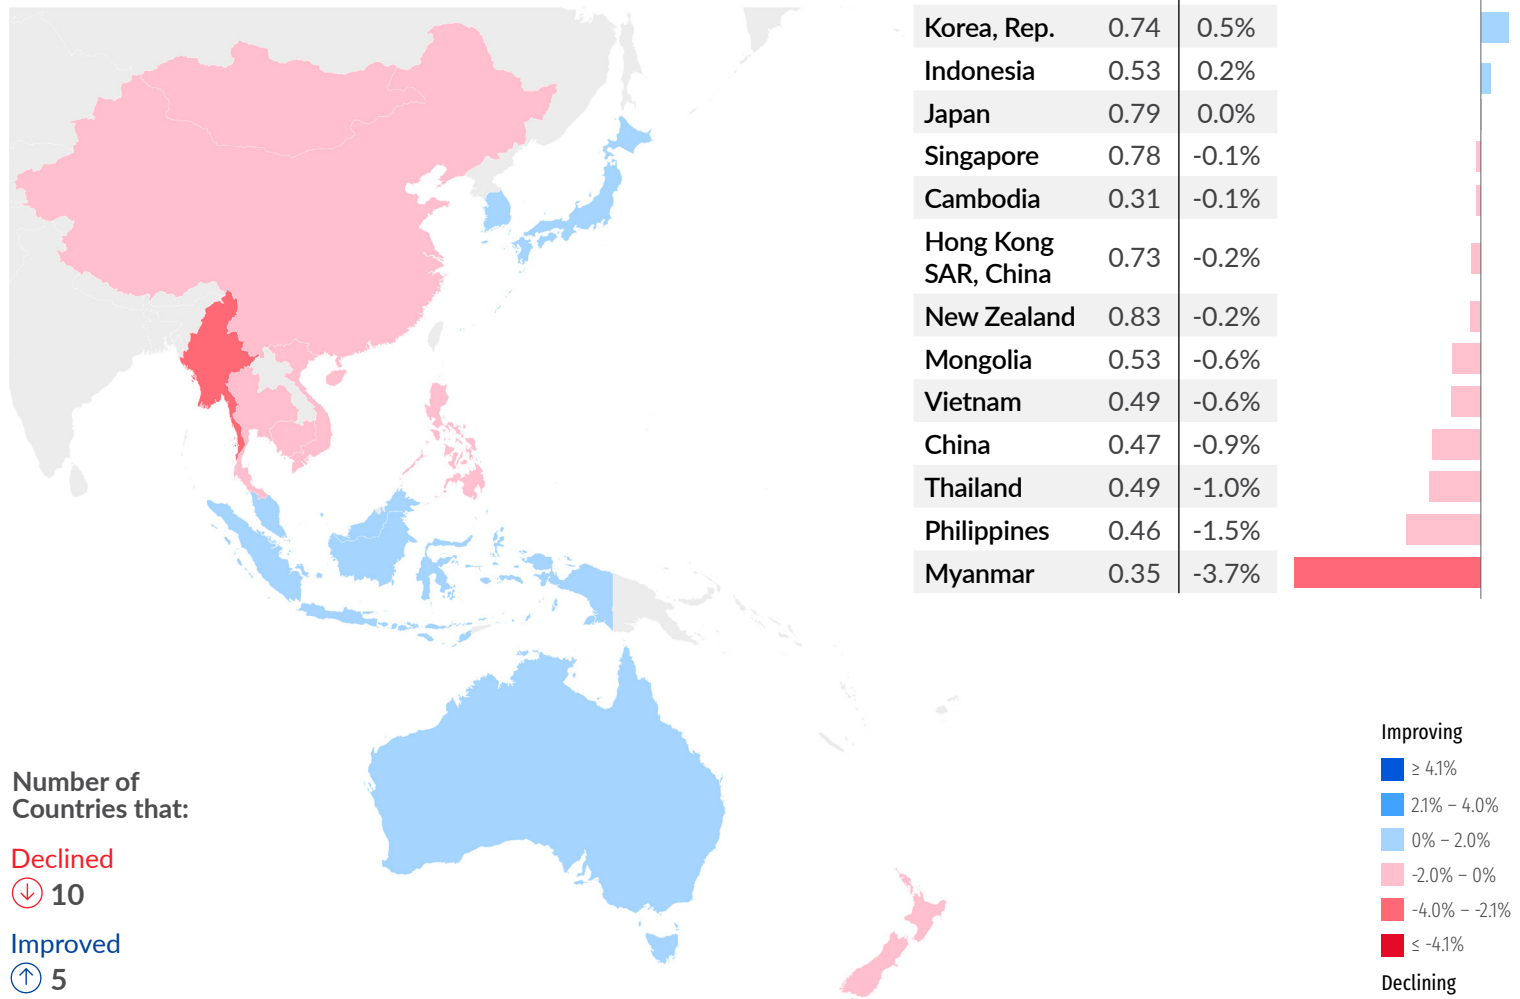 Korea, Rep. 0.74 0.5%
Indonesia 0.53 0.2%
Japan 0.79 0.0%
Singapore 0.78 -0.1%
Cambodia 0.31 -0.1%
Hong Kong
SAR, China 0.73 -0.2%
New Zealand 0.83 -0.2%
Mongolia 0.53 -0.6%
Vietnam 0.49 -0.6%
China 0.47 -0.9%
Thailand 0.49 -1.0%
Philippines 0.46 -1.5%
Myanmar 0.35 -3.7%
Number of
Countries that:
Declined
10
Improved
5
Improving
≥ 4.1%
2.1% – 4.0%
0% – 2.0%
-2.0% – 0%
-4.0% – -2.1%
≤ -4.1%
Declining